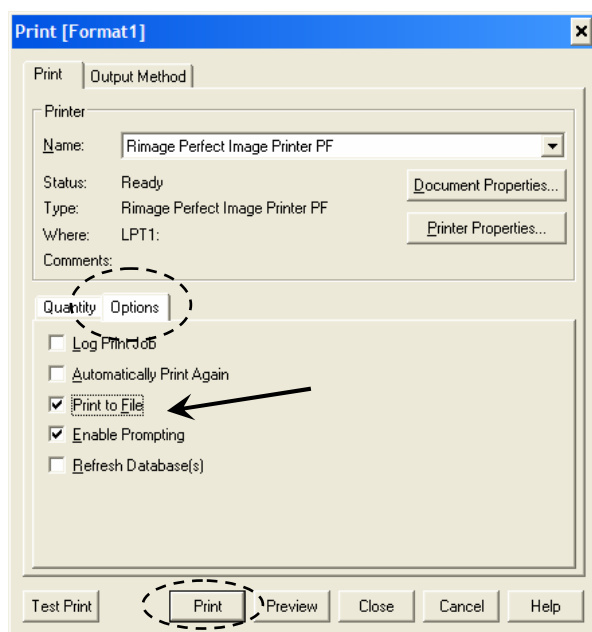 Print [Format1]
Print Output Method
Printer
Name: Rimage Perfect Image Printer PF
Status: Ready Document Properties...
Type: Rimage Perfect Image Printer PF
Where: LPT1: Printer Properties...
Comments:
Quantity Options
Log Print Job
Automatically Print Again
Print to File
Enable Prompting
Refresh Database(s)
Test Print Print Preview Close Cancel Help